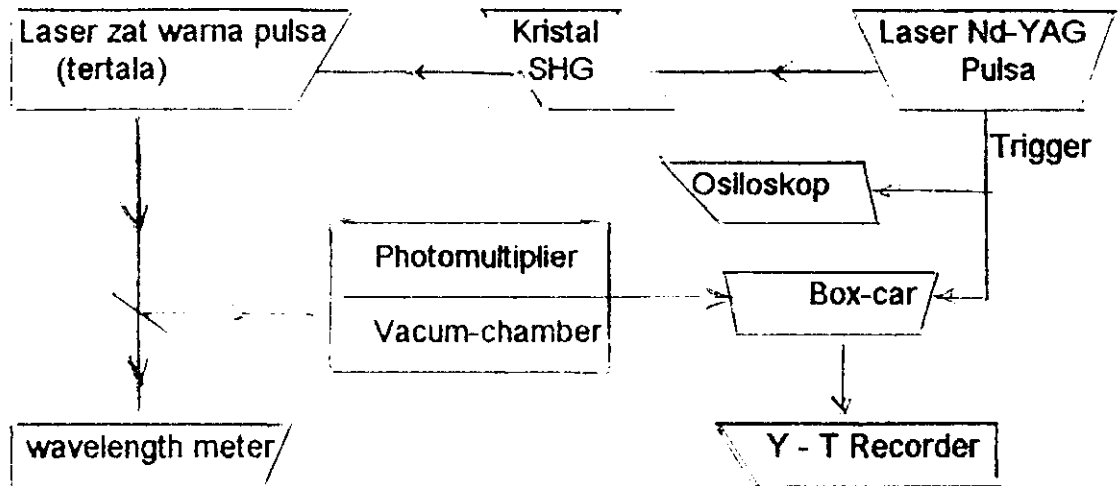 Laser zat warna pulsa
(tertala)
Kristal
SHG
Laser Nd-YAG
Pulsa
Trigger
Osiloskop
Photomultiplier
Vacum-chamber
Box-car
wavelength meter
Y - T Recorder